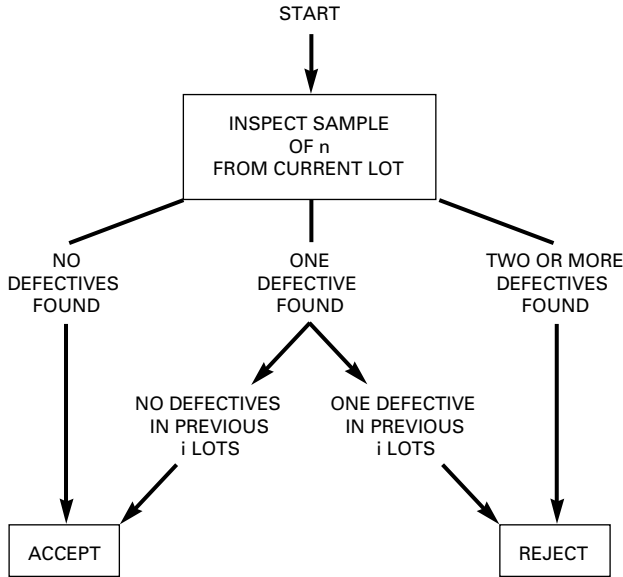 START
INSPECT SAMPLE
OF n
FROM CURRENT LOT
NO
DEFECTIVES
FOUND
ONE
DEFECTIVE
FOUND
TWO OR MORE
DEFECTIVES
FOUND
NO DEFECTIVES
IN PREVIOUS
i LOTS
ONE DEFECTIVE
IN PREVIOUS
i LOTS
ACCEPT
REJECT